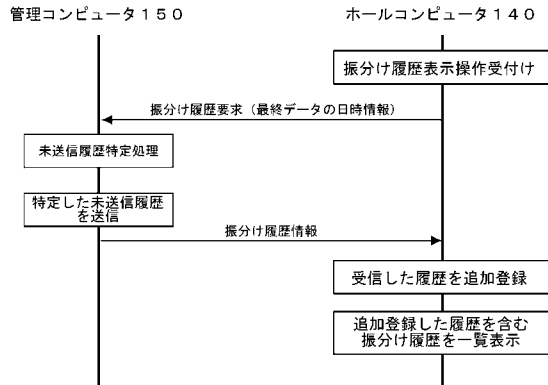 管理コンピュータ１５０
ホールコンピュータ１４０
振分け履歴表示操作受付け
振分け履歴要求（最終データの日時情報）
未送信履歴特定処理
特定した未送信履歴
を送信
振分け履歴情報
受信した履歴を追加登録
追加登録した履歴を含む
振分け履歴を一覧表示